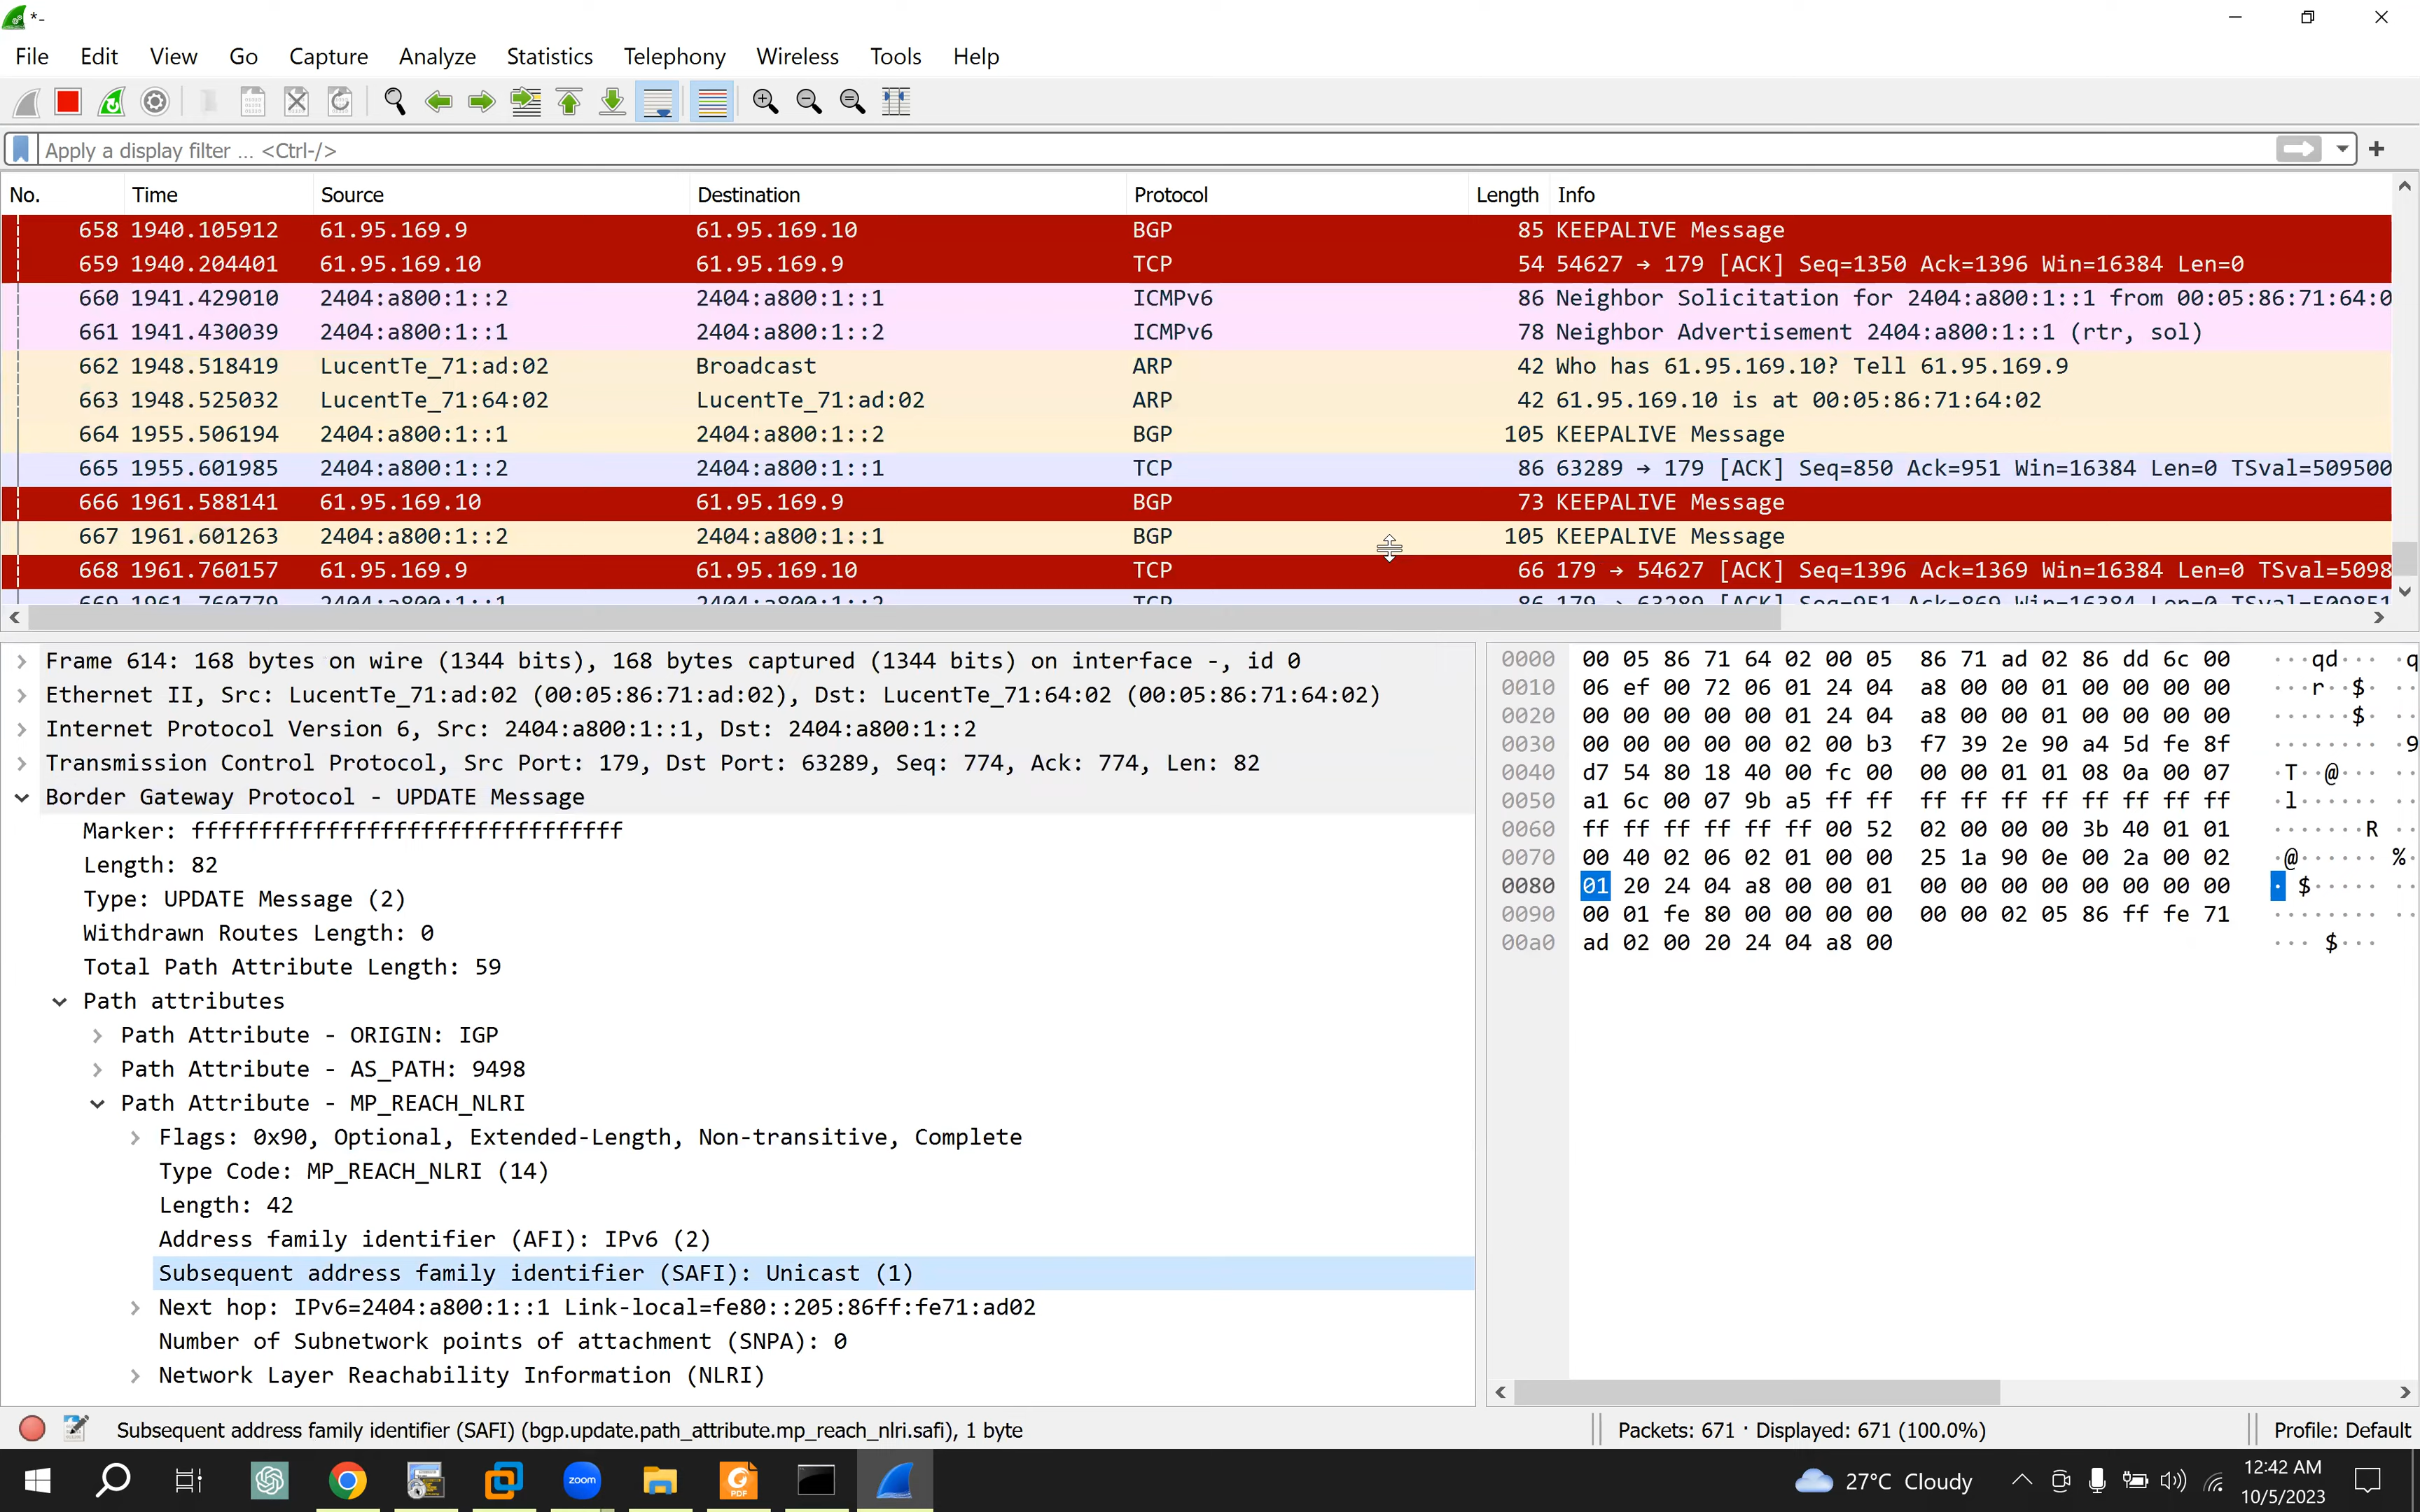 *-
File Edit View Go Capture Analyze Statistics Telephony Wireless Tools Help
Apply a display filter ... <Ctrl-/>
No. Time Source Destination Protocol Length Info
658 1940.105912 61.95.169.9 61.95.169.10 BGP 85 KEEPALIVE Message
659 1940.204401 61.95.169.10 61.95.169.9 TCP 54 54627 → 179 [ACK] Seq=1350 Ack=1396 Win=16384 Len=0
660 1941.429010 2404:a800:1::2 2404:a800:1::1 ICMPv6 86 Neighbor Solicitation for 2404:a800:1::1 from 00:05:86:71:64:0
661 1941.430039 2404:a800:1::1 2404:a800:1::2 ICMPv6 78 Neighbor Advertisement 2404:a800:1::1 (rtr, sol)
662 1948.518419 LucentTe_71:ad:02 Broadcast ARP 42 Who has 61.95.169.10? Tell 61.95.169.9
663 1948.525032 LucentTe_71:64:02 LucentTe_71:ad:02 ARP 42 61.95.169.10 is at 00:05:86:71:64:02
664 1955.506194 2404:a800:1::1 2404:a800:1::2 BGP 105 KEEPALIVE Message
665 1955.601985 2404:a800:1::2 2404:a800:1::1 TCP 86 63289 → 179 [ACK] Seq=850 Ack=951 Win=16384 Len=0 TSval=509500
666 1961.588141 61.95.169.10 61.95.169.9 BGP 73 KEEPALIVE Message
667 1961.601263 2404:a800:1::2 2404:a800:1::1 BGP 105 KEEPALIVE Message
668 1961.760157 61.95.169.9 61.95.169.10 TCP 66 179 → 54627 [ACK] Seq=1396 Ack=1369 Win=16384 Len=0 TSval=5098
669 1961.760779 2404:a800:1::1 2404:a800:1::2 TCP 86 179 → 63289 [ACK] Seq=951 Ack=869 Win=16384 Len=0 TSval=509851
Frame 614: 168 bytes on wire (1344 bits), 168 bytes captured (1344 bits) on interface -, id 0
Ethernet II, Src: LucentTe_71:ad:02 (00:05:86:71:ad:02), Dst: LucentTe_71:64:02 (00:05:86:71:64:02)
Internet Protocol Version 6, Src: 2404:a800:1::1, Dst: 2404:a800:1::2
Transmission Control Protocol, Src Port: 179, Dst Port: 63289, Seq: 774, Ack: 774, Len: 82
Border Gateway Protocol - UPDATE Message
Marker: ffffffffffffffffffffffffffffffff
Length: 82
Type: UPDATE Message (2)
Withdrawn Routes Length: 0
Total Path Attribute Length: 59
Path attributes
Path Attribute - ORIGIN: IGP
Path Attribute - AS_PATH: 9498
Path Attribute - MP_REACH_NLRI
Flags: 0x90, Optional, Extended-Length, Non-transitive, Complete
Type Code: MP_REACH_NLRI (14)
Length: 42
Address family identifier (AFI): IPv6 (2)
Subsequent address family identifier (SAFI): Unicast (1)
Next hop: IPv6=2404:a800:1::1 Link-local=fe80::205:86ff:fe71:ad02
Number of Subnetwork points of attachment (SNPA): 0
Network Layer Reachability Information (NLRI)
0000 00 05 86 71 64 02 00 05 86 71 ad 02 86 dd 6c 00 ···qd··· ·q
0010 06 ef 00 72 06 01 24 04 a8 00 00 01 00 00 00 00 ···r··$· ··
0020 00 00 00 00 00 01 24 04 a8 00 00 01 00 00 00 00 ······$· ··
0030 00 00 00 00 00 02 00 b3 f7 39 2e 90 a4 5d fe 8f ········ ·9
0040 d7 54 80 18 40 00 fc 00 00 00 01 01 08 0a 00 07 ·T··@··· ··
0050 a1 6c 00 07 9b a5 ff ff ff ff ff ff ff ff ff ff ·l······ ··
0060 ff ff ff ff ff ff 00 52 02 00 00 00 3b 40 01 01 ·······R ··
0070 00 40 02 06 02 01 00 00 25 1a 90 0e 00 2a 00 02 ·@······ %·
0080 01 20 24 04 a8 00 00 01 00 00 00 00 00 00 00 00 · $····· ··
0090 00 01 fe 80 00 00 00 00 00 00 02 05 86 ff fe 71 ········ ··
00a0 ad 02 00 20 24 04 a8 00 ··· $···
Subsequent address family identifier (SAFI) (bgp.update.path_attribute.mp_reach_nlri.safi), 1 byte
Packets: 671 · Displayed: 671 (100.0%)
Profile: Default
zoom
PDF
27°C Cloudy
12:42 AM
10/5/2023